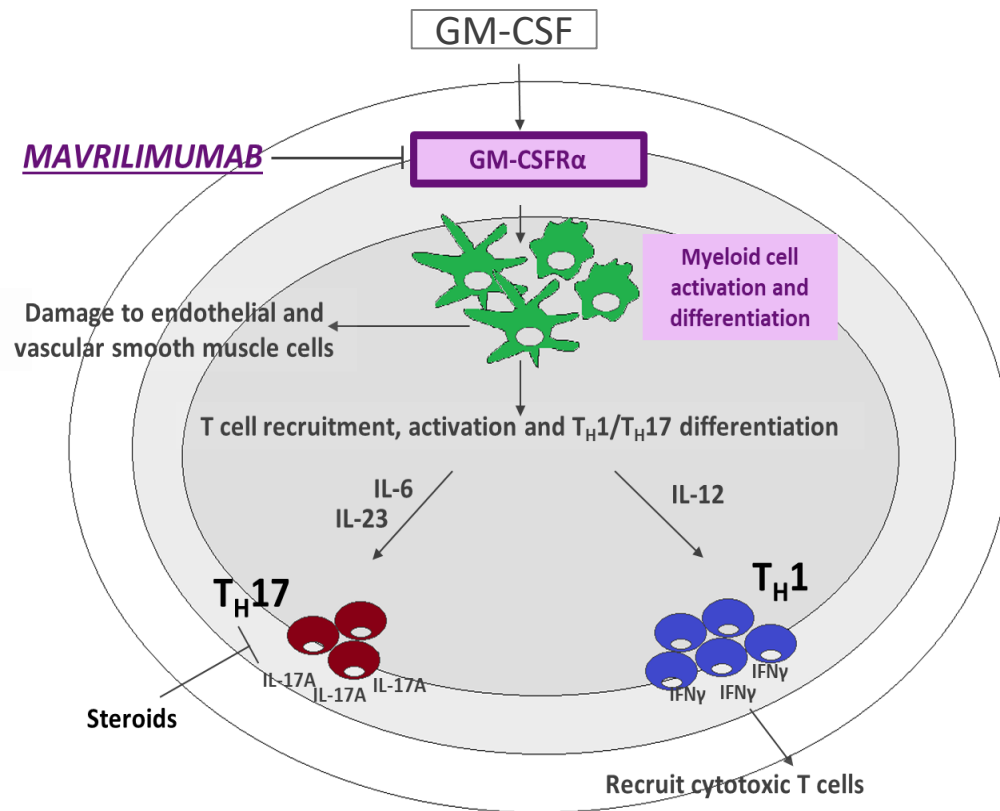 GM-CSF
MAVRILIMUMAB
GM-CSFRα
Myeloid cell
activation and
differentiation
Damage to endothelial and
vascular smooth muscle cells
T cell recruitment, activation and TH1/TH17 differentiation
IL-6
IL-23
IL-12
TH17
TH1
IL-17A
IL-17A
IL-17A
IFNγ
IFNγ
IFNγ
Steroids
Recruit cytotoxic T cells